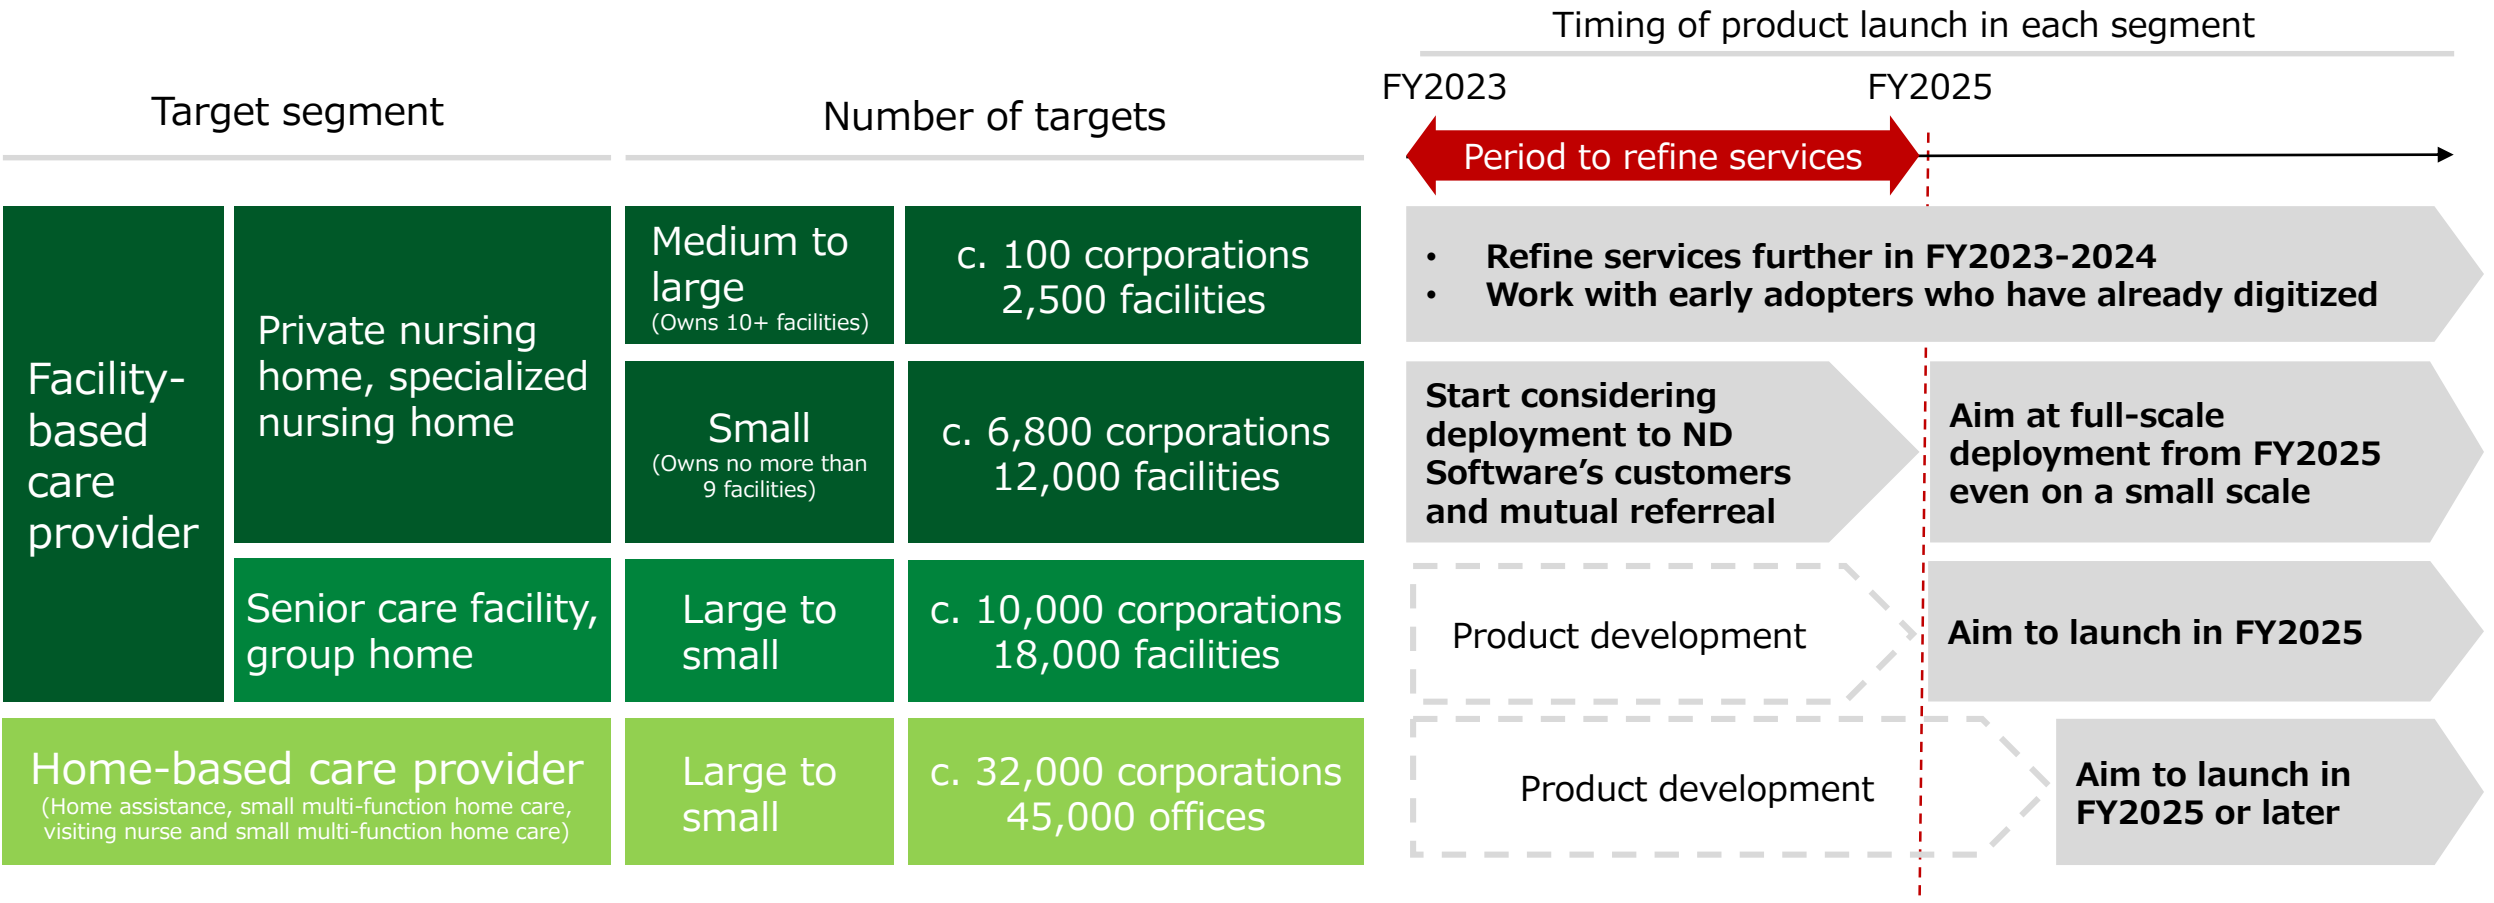 Timing of product launch in each segment
FY2023
FY2025
Target segment
Number of targets
Period to refine services
Facility-
based
care
provider
Private nursing
home, specialized
nursing home
Medium to
large
(Owns 10+ facilities)
c. 100 corporations
2,500 facilities
• Refine services further in FY2023-2024
• Work with early adopters who have already digitized
Small
(Owns no more than
9 facilities)
c. 6,800 corporations
12,000 facilities
Start considering
deployment to ND
Software’s customers
and mutual referreal
Aim at full-scale
deployment from FY2025
even on a small scale
Senior care facility,
group home
Large to
small
c. 10,000 corporations
18,000 facilities
Product development
Aim to launch in FY2025
Home-based care provider
(Home assistance, small multi-function home care,
visiting nurse and small multi-function home care)
Large to
small
c. 32,000 corporations
45,000 offices
Product development
Aim to launch in
FY2025 or later